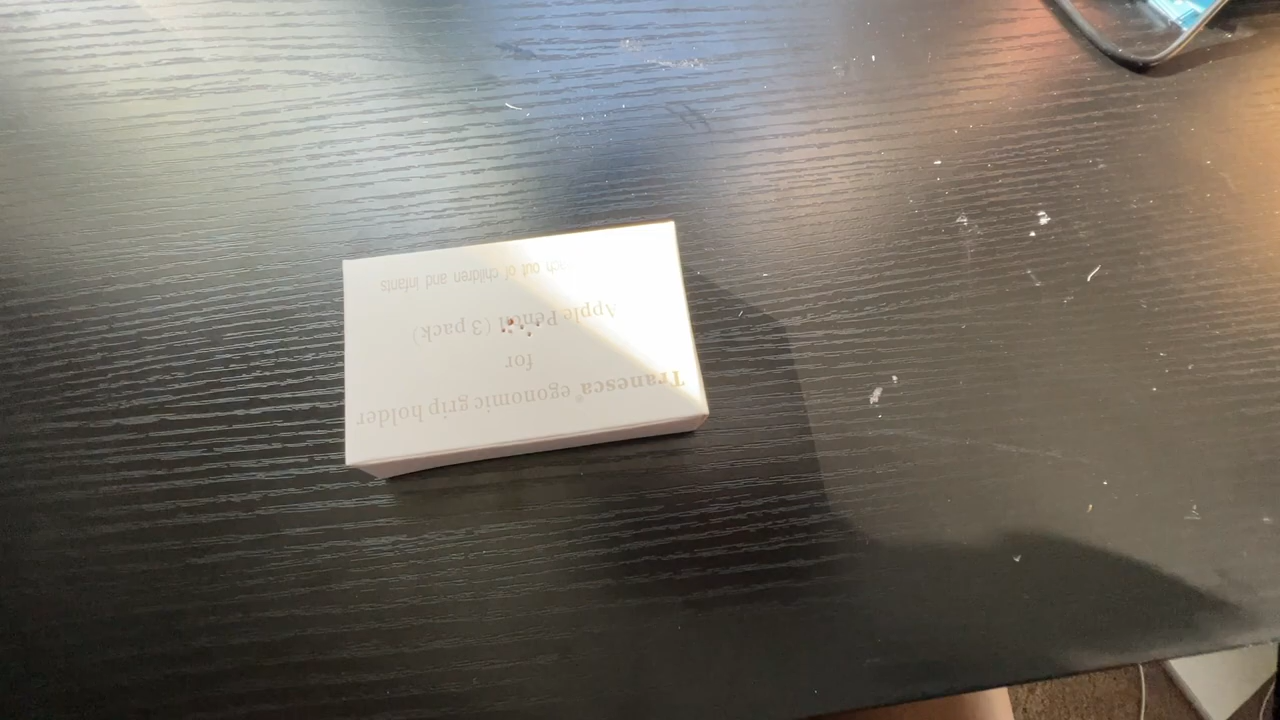 Tranesca® egonomic grip holder
for
Apple Pencil (3 pack)
out of children and infants